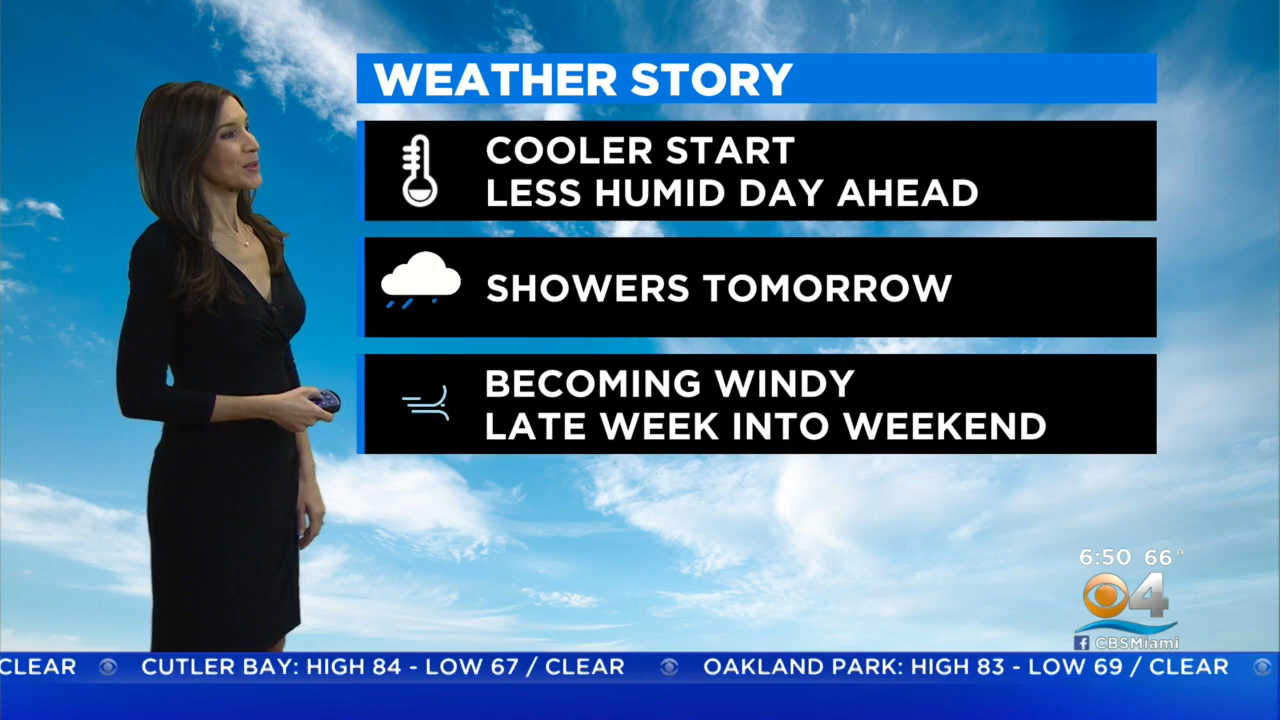 WEATHER STORY
COOLER START
LESS HUMID DAY AHEAD
SHOWERS TOMORROW
BECOMING WINDY
LATE WEEK INTO WEEKEND
6:50 66°
4
CBSMiami
CLEAR CUTLER BAY: HIGH 84 - LOW 67 / CLEAR OAKLAND PARK: HIGH 83 - LOW 69 / CLEAR